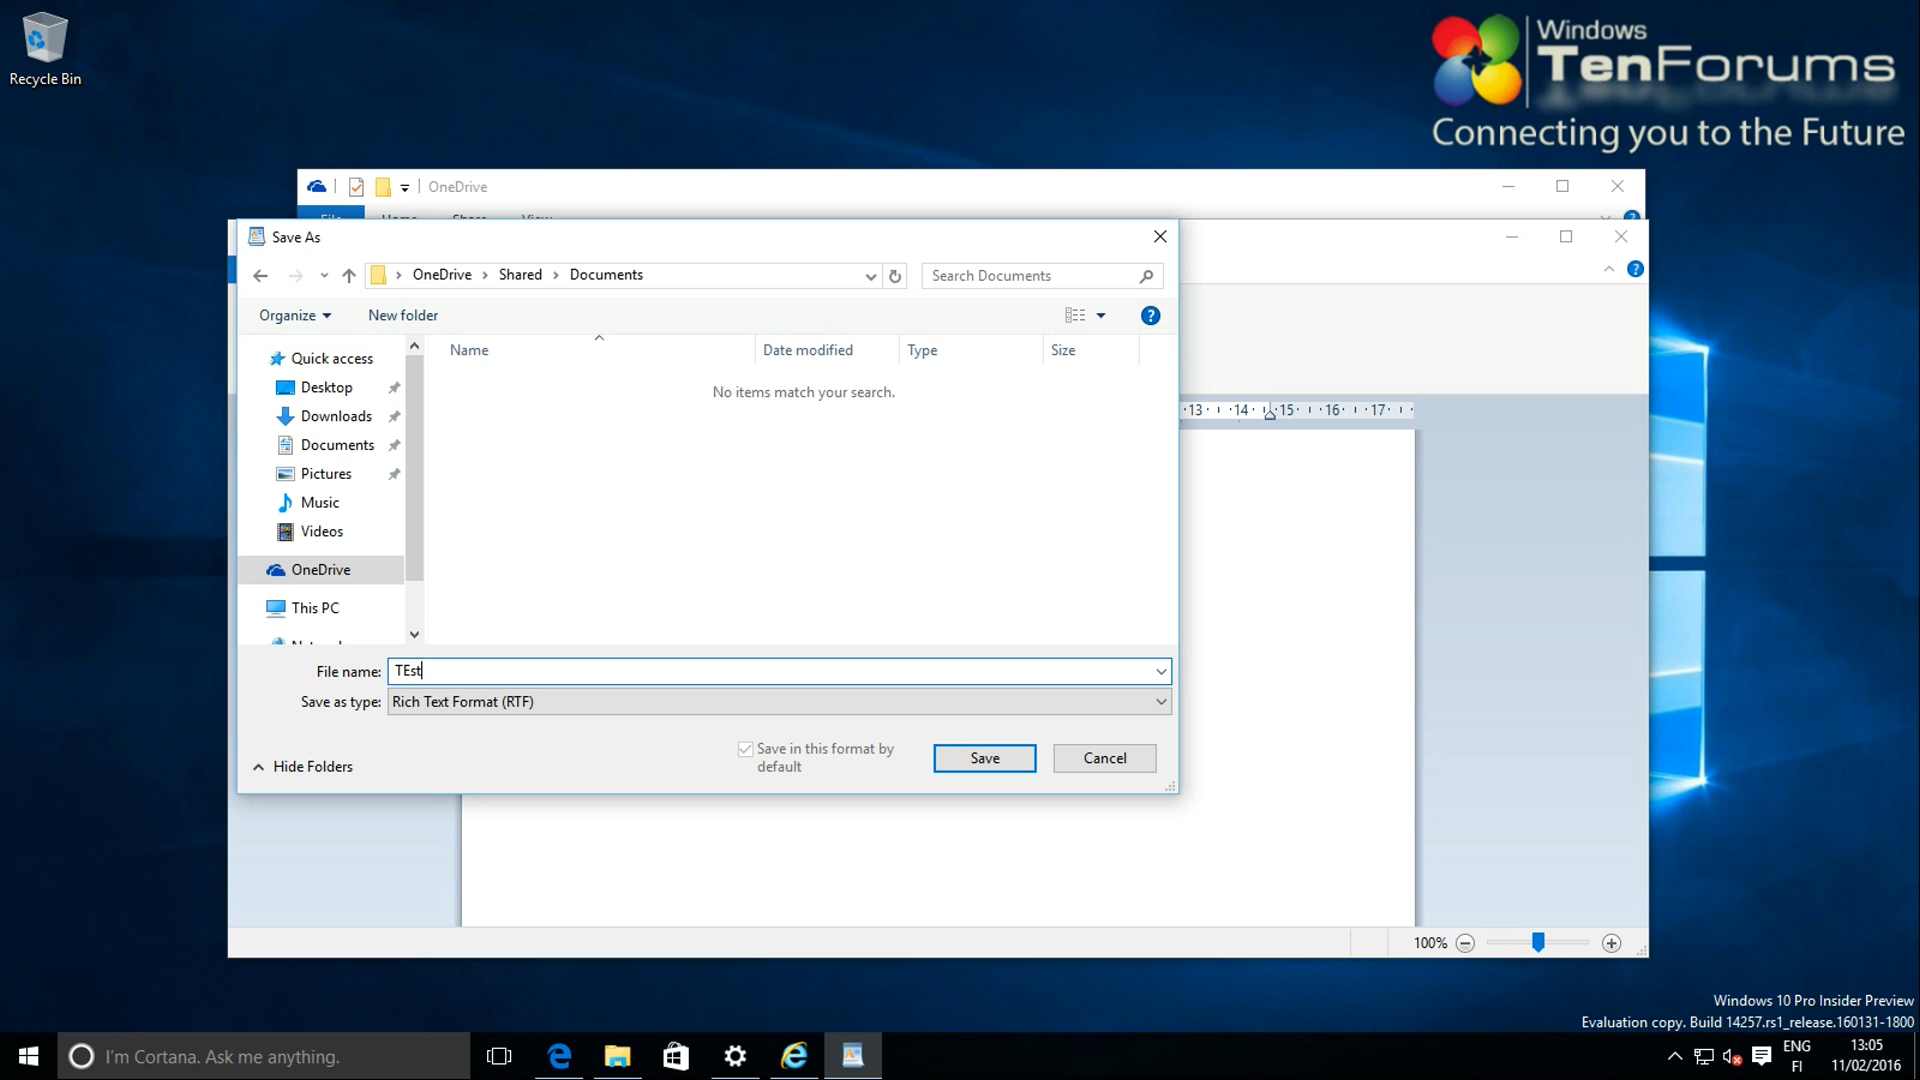 Recycle Bin
Windows
TenForums
Connecting you to the Future
OneDrive
File Home Share View
Save As
OneDrive Shared Documents
Search Documents
Organize New folder
Name Date modified Type Size
No items match your search.
Quick access
Desktop
Downloads
Documents
Pictures
Music
Videos
OneDrive
This PC
13 14 15 16 17
File name: TEst
Save as type: Rich Text Format (RTF)
Save in this format by
default
Save Cancel
Hide Folders
100%
Windows 10 Pro Insider Preview
Evaluation copy. Build 14257.rs1_release.160131-1800
I'm Cortana. Ask me anything.
ENG
FI
13:05
11/02/2016